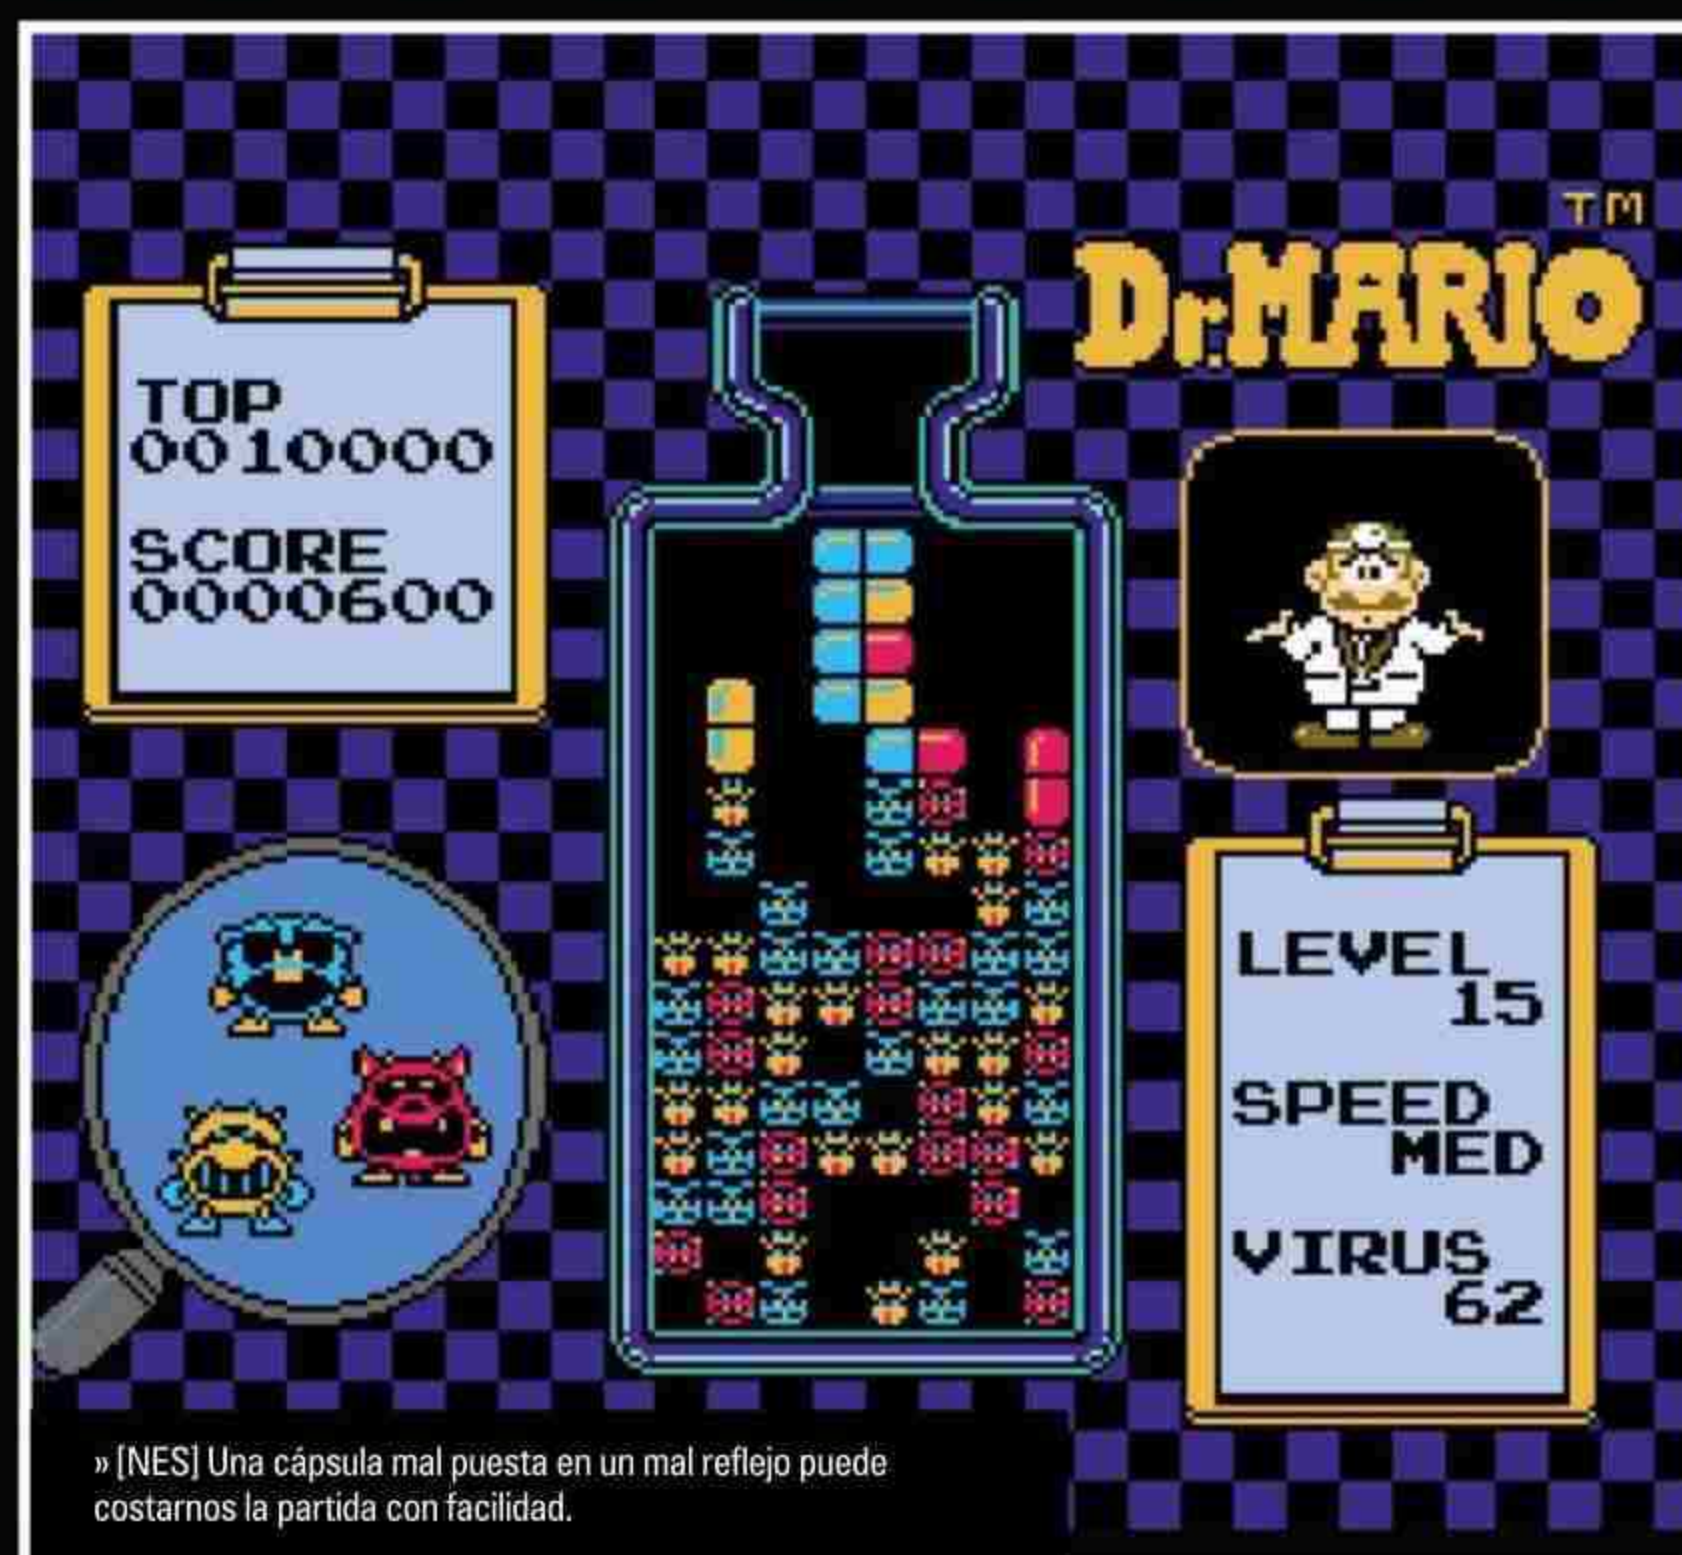 TM
Dr.MARIO
TOP
0010000
SCORE
0000600
LEVEL
15
SPEED
MED
VIRUS
62
» [NES] Una cápsula mal puesta en un mal reflejo puede
costarnos la partida con facilidad.